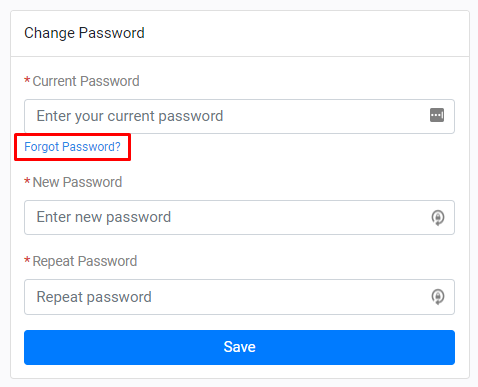 Change Password
* Current Password
Enter your current password
Forgot Password?
* New Password
Enter new password
* Repeat Password
Repeat password
Save